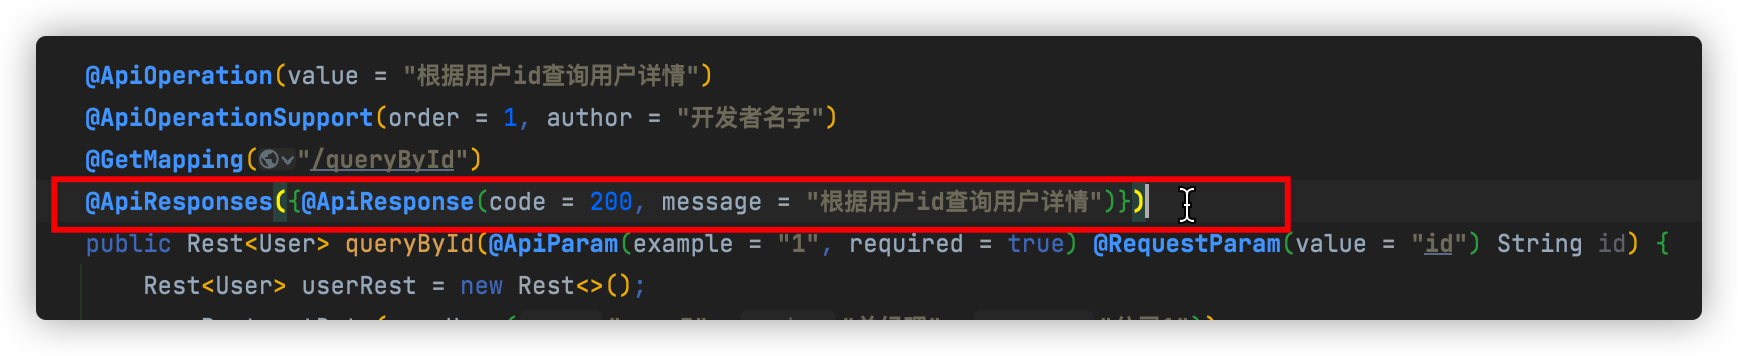 @ApiOperation(value = "根据用户id查询用户详情")
@ApiOperationSupport(order = 1, author = "开发者名字")
@GetMapping("/queryById")
@ApiResponses({@ApiResponse(code = 200, message = "根据用户id查询用户详情")})
public Rest<User> queryById(@ApiParam(example = "1", required = true) @RequestParam(value = "id") String id) {
Rest<User> userRest = new Rest<>();